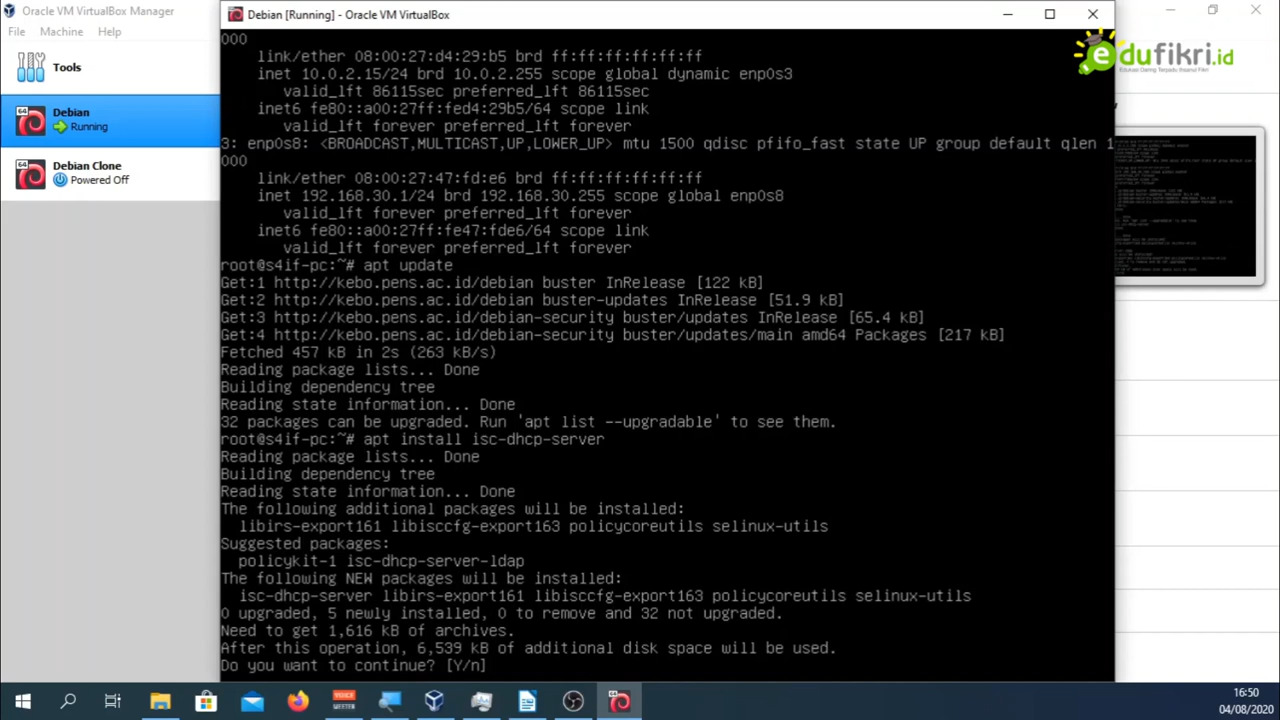 Oracle VM VirtualBox Manager
File Machine Help
Tools
Debian
Running
Debian Clone
Powered Off
Debian [Running] - Oracle VM VirtualBox
edufikri.id
Edukasi Daring Terpadu Ihsanul Fikri
000
link/ether 08:00:27:d4:29:b5 brd ff:ff:ff:ff:ff:ff
inet 10.0.2.15/24 brd 10.0.2.255 scope global dynamic enp0s3
valid_lft 86115sec preferred_lft 86115sec
inet6 fe80::a00:27ff:fed4:29b5/64 scope link
valid_lft forever preferred_lft forever
3: enp0s8: <BROADCAST,MULTICAST,UP,LOWER_UP> mtu 1500 qdisc pfifo_fast state UP group default qlen 1
000
link/ether 08:00:27:47:fd:e6 brd ff:ff:ff:ff:ff:ff
inet 192.168.30.1/24 brd 192.168.30.255 scope global enp0s8
valid_lft forever preferred_lft forever
inet6 fe80::a00:27ff:fe47:fde6/64 scope link
valid_lft forever preferred_lft forever
root@s4if-pc:~# apt update
Get:1 http://kebo.pens.ac.id/debian buster InRelease [122 kB]
Get:2 http://kebo.pens.ac.id/debian buster-updates InRelease [51.9 kB]
Get:3 http://kebo.pens.ac.id/debian-security buster/updates InRelease [65.4 kB]
Get:4 http://kebo.pens.ac.id/debian-security buster/updates/main amd64 Packages [217 kB]
Fetched 457 kB in 2s (263 kB/s)
Reading package lists... Done
Building dependency tree
Reading state information... Done
32 packages can be upgraded. Run 'apt list --upgradable' to see them.
root@s4if-pc:~# apt install isc-dhcp-server
Reading package lists... Done
Building dependency tree
Reading state information... Done
The following additional packages will be installed:
libirs-export161 libisccfg-export163 policycoreutils selinux-utils
Suggested packages:
policykit-1 isc-dhcp-server-ldap
The following NEW packages will be installed:
isc-dhcp-server libirs-export161 libisccfg-export163 policycoreutils selinux-utils
0 upgraded, 5 newly installed, 0 to remove and 32 not upgraded.
Need to get 1,616 kB of archives.
After this operation, 6,539 kB of additional disk space will be used.
Do you want to continue? [Y/n]
VOICE
MEETER
16:50
04/08/2020